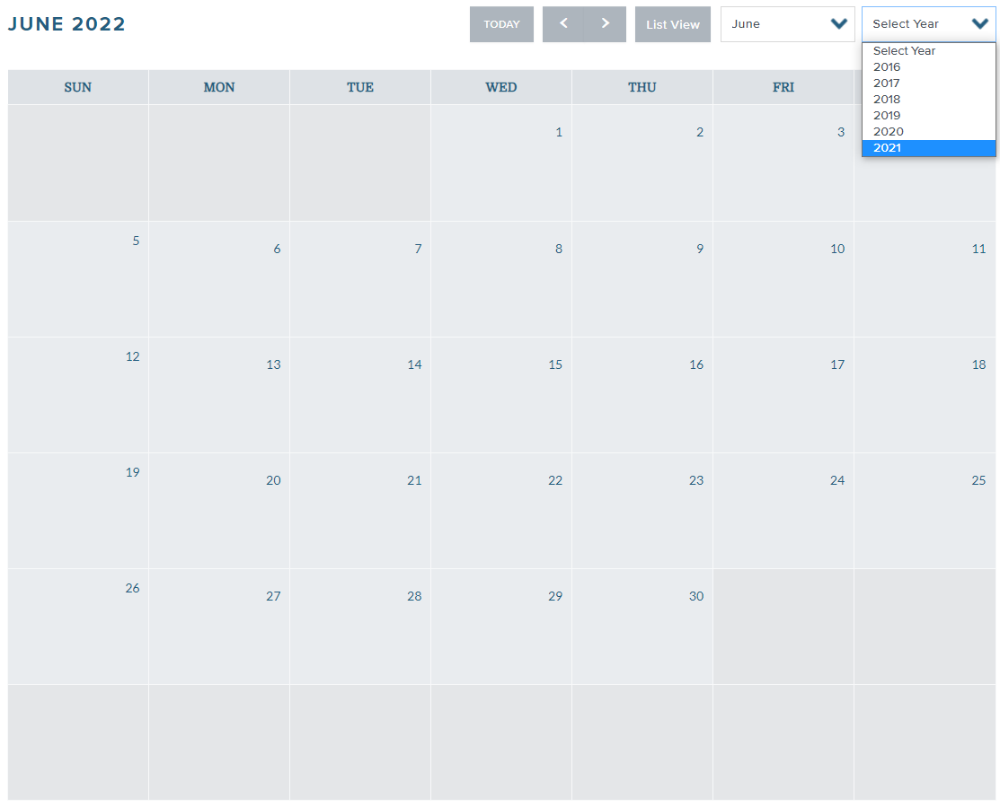 JUNE 2022
TODAY
List View
June
Select Year
Select Year
2016
2017
2018
2019
2020
2021
SUN MON TUE WED THU FRI
1 2 3
5 6 7 8 9 10 11
12 13 14 15 16 17 18
19 20 21 22 23 24 25
26 27 28 29 30